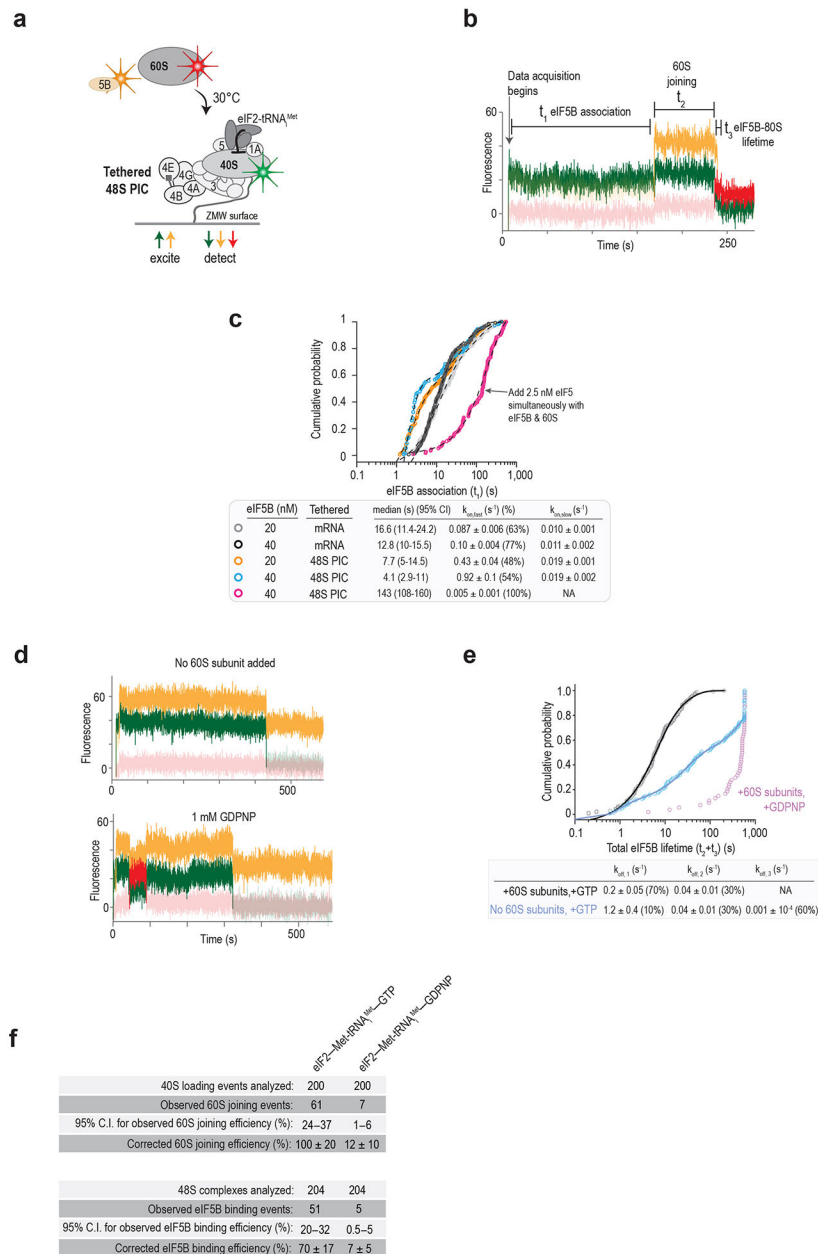 a
5B
60S
30°C
eIF2-tRNAiMet
5
1A
40S
Tethered
48S PIC
4E
4G
4A
4B
3
ZMW surface
excite
detect
b
Data acquisition
begins
60S
joining
t2
t1 eIF5B association
t3 eIF5B-80S
lifetime
60
0
Fluorescence
Time (s)
250
c
1
0.8
0.6
0.4
0.2
0
Cumulative probability
Add 2.5 nM eIF5
simultaneously with
eIF5B & 60S
0.1 1 10 100 1,000
eIF5B association (t1) (s)
eIF5B (nM) Tethered median (s) (95% CI) kon,fast (s-1) (%) kon,slow (s-1)
20 mRNA 16.6 (11.4-24.2) 0.087 ± 0.006 (63%) 0.010 ± 0.001
40 mRNA 12.8 (10-15.5) 0.10 ± 0.004 (77%) 0.011 ± 0.002
20 48S PIC 7.7 (5-14.5) 0.43 ± 0.04 (48%) 0.019 ± 0.001
40 48S PIC 4.1 (2.9-11) 0.92 ± 0.1 (54%) 0.019 ± 0.002
40 48S PIC 143 (108-160) 0.005 ± 0.001 (100%) NA
d
No 60S subunit added
60
0
Fluorescence
0 500
1 mM GDPNP
60
0
Fluorescence
0 500
Time (s)
e
1.0
0.8
0.6
0.4
0.2
0
Cumulative probability
+60S subunits,
+GDPNP
0.1 1 10 100 1,000
Total eIF5B lifetime (t2+t3) (s)
koff, 1 (s-1) koff, 2 (s-1) koff, 3 (s-1)
+60S subunits,+GTP 0.2 ± 0.05 (70%) 0.04 ± 0.01 (30%) NA
No 60S subunits, +GTP 1.2 ± 0.4 (10%) 0.04 ± 0.01 (30%) 0.001 ± 10-4 (60%)
f
eIF2—Met-tRNAiMet—GTP
eIF2—Met-tRNAiMet—GDPNP
40S loading events analyzed: 200 200
Observed 60S joining events: 61 7
95% C.I. for observed 60S joining efficiency (%): 24–37 1–6
Corrected 60S joining efficiency (%): 100 ± 20 12 ± 10
48S complexes analyzed: 204 204
Observed eIF5B binding events: 51 5
95% C.I. for observed eIF5B binding efficiency (%): 20–32 0.5–5
Corrected eIF5B binding efficiency (%): 70 ± 17 7 ± 5